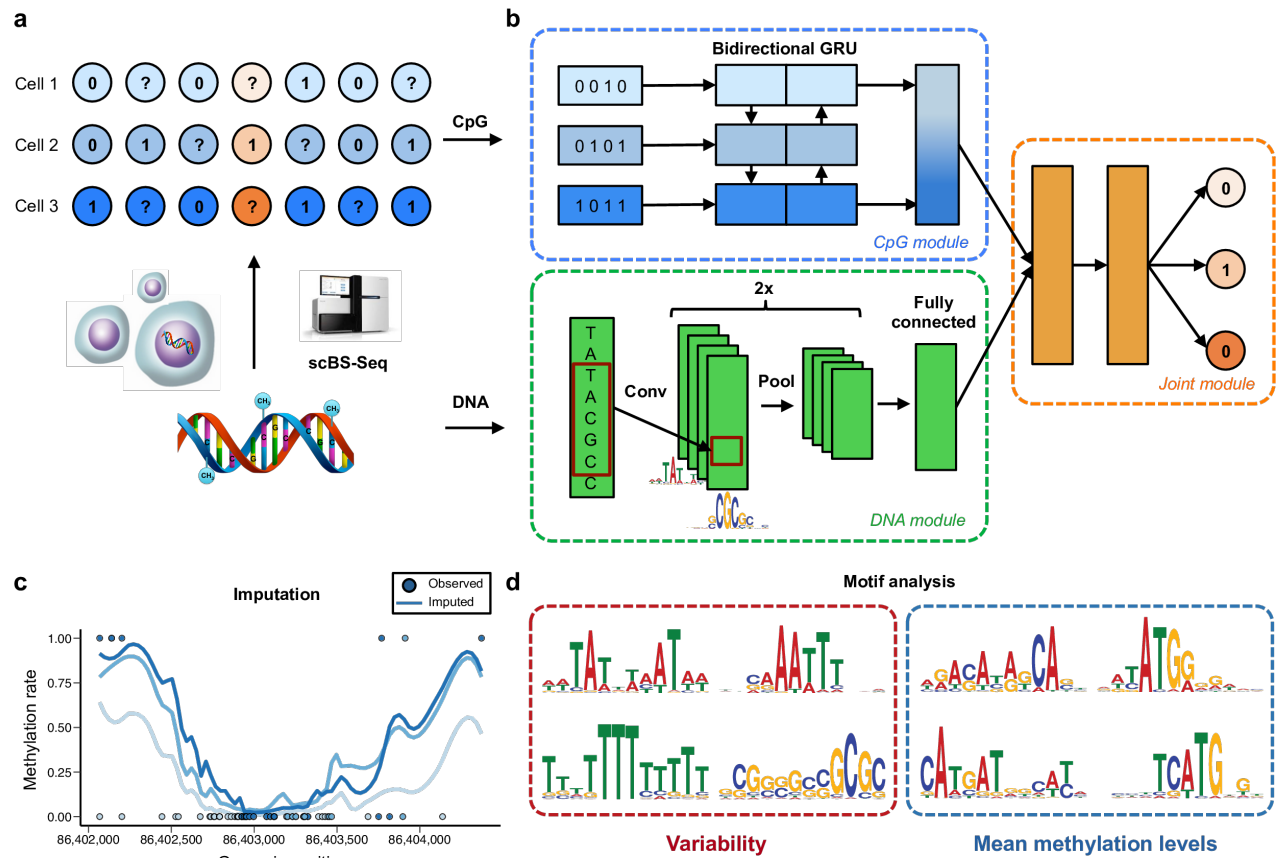 a
Cell 1 0 ? 0 ? 1 0 ?
Cell 2 0 1 ? 1 ? 0 1
Cell 3 1 ? 0 ? 1 ? 1
CpG
scBS-Seq
DNA
CH3
CH3
CH3
b
Bidirectional GRU
0 0 1 0
0 1 0 1
1 0 1 1
CpG module
2x
Fully
connected
T
A
T
A
C
G
C
C
Conv
Pool
DNA module
0
1
0
Joint module
c
Imputation
Observed
Imputed
Methylation rate
1.00
0.75
0.50
0.25
0.00
86,402,000 86,402,500 86,403,000 86,403,500 86,404,000
d
Motif analysis
Variability
Mean methylation levels